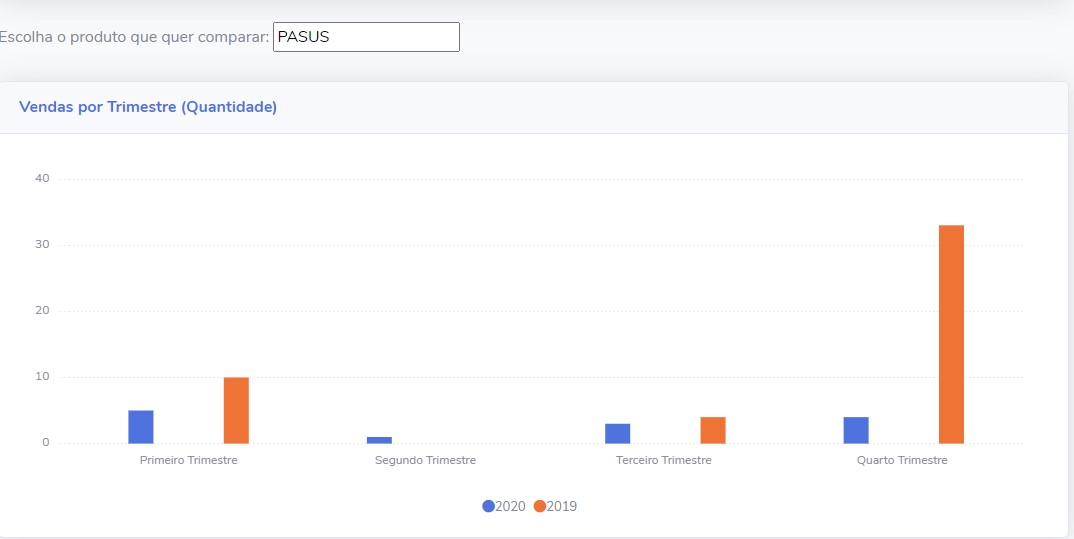 Escolha o produto que quer comparar: PASUS
Vendas por Trimestre (Quantidade)
40
30
20
10
0
Primeiro Trimestre Segundo Trimestre Terceiro Trimestre Quarto Trimestre
2020 2019